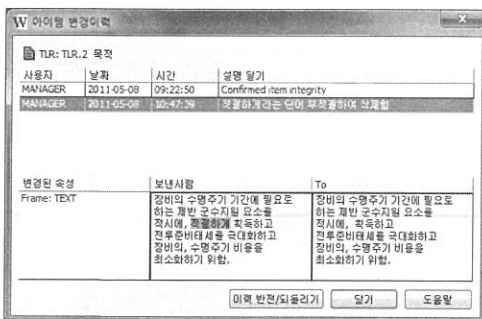 W 아이템 변경이력
TLR: TLR.2 목적
사용자 날짜 시간 설명 달기
MANAGER 2011-05-08 09:22:50 Confirmed item integrity
MANAGER 2011-05-08 10:47:39 적결하게라는 단어 부적절하여 삭제함
변경된 속성 보낸사람 To
Frame: TEXT
장비의 수명주기 기간에 필요로
하는 제반 군수지원 요소를
적시에, 적결하게 획득하고
전투준비태세를 극대화하고
장비의, 수명주기 비용을
최소화하기 위함.
장비의 수명주기 기간에 필요로
하는 제반 군수지원 요소를
적시에, 획득하고
전투준비태세를 극대화하고
장비의, 수명주기 비용을
최소화하기 위함.
이력 반전/되돌리기 닫기 도움말